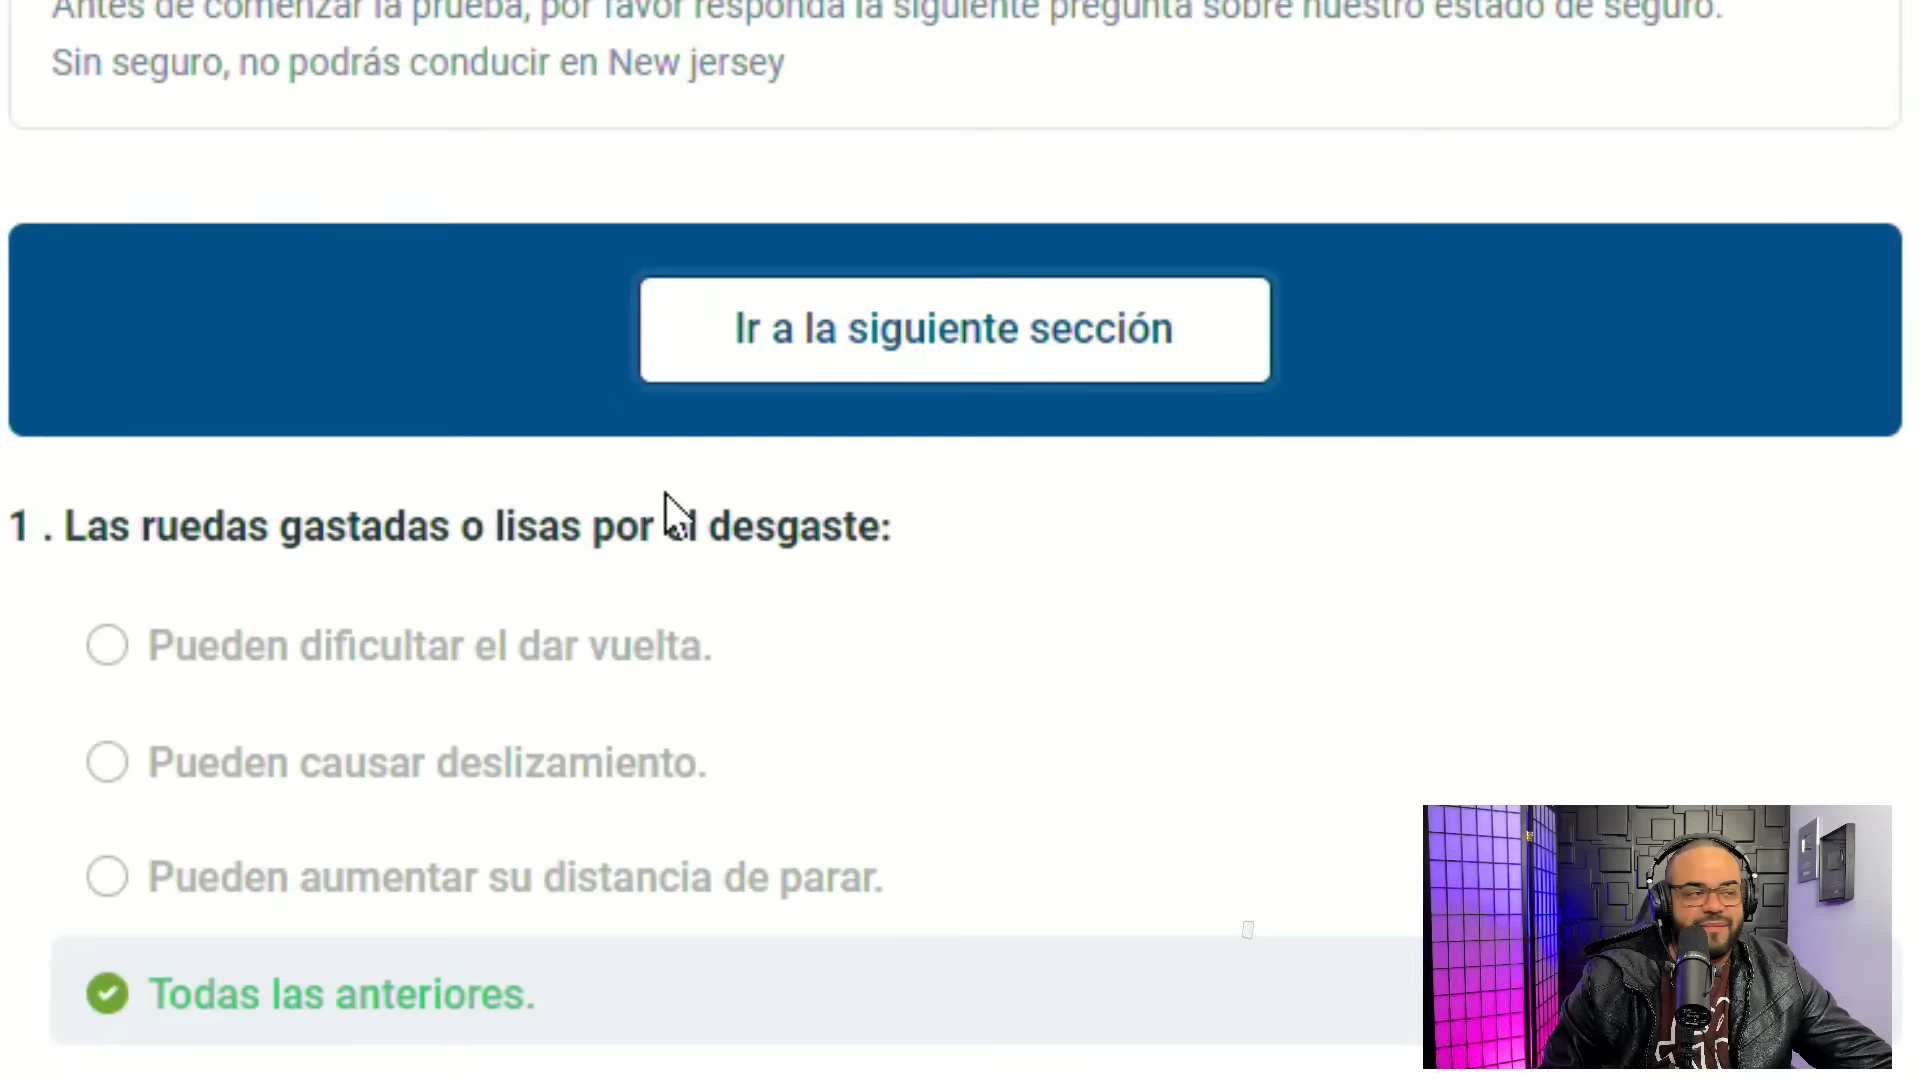 Antes de comenzar la prueba, por favor responda la siguiente pregunta sobre nuestro estado de seguro.
Sin seguro, no podrás conducir en New jersey
Ir a la siguiente sección
1 . Las ruedas gastadas o lisas por el desgaste:
Pueden dificultar el dar vuelta.
Pueden causar deslizamiento.
Pueden aumentar su distancia de parar.
Todas las anteriores.